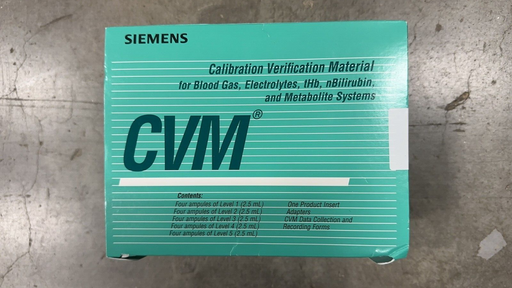 SIEMENS
Calibration Verification Material
for Blood Gas, Electrolytes, tHb, nBilirubin,
and Metabolite Systems
CVM®
Contents:
Four ampules of Level 1 (2.5 mL)
Four ampules of Level 2 (2.5 mL)
Four ampules of Level 3 (2.5 mL)
Four ampules of Level 4 (2.5 mL)
Four ampules of Level 5 (2.5 mL)
One Product Insert
Adapters
CVM Data Collection and
Recording Forms